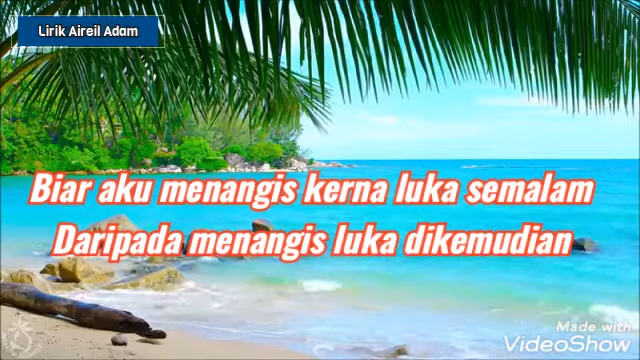 Lirik Aireil Adam
Biar aku menangis kerna luka semalam
Daripada menangis luka dikemudian
Made with
VideoShow